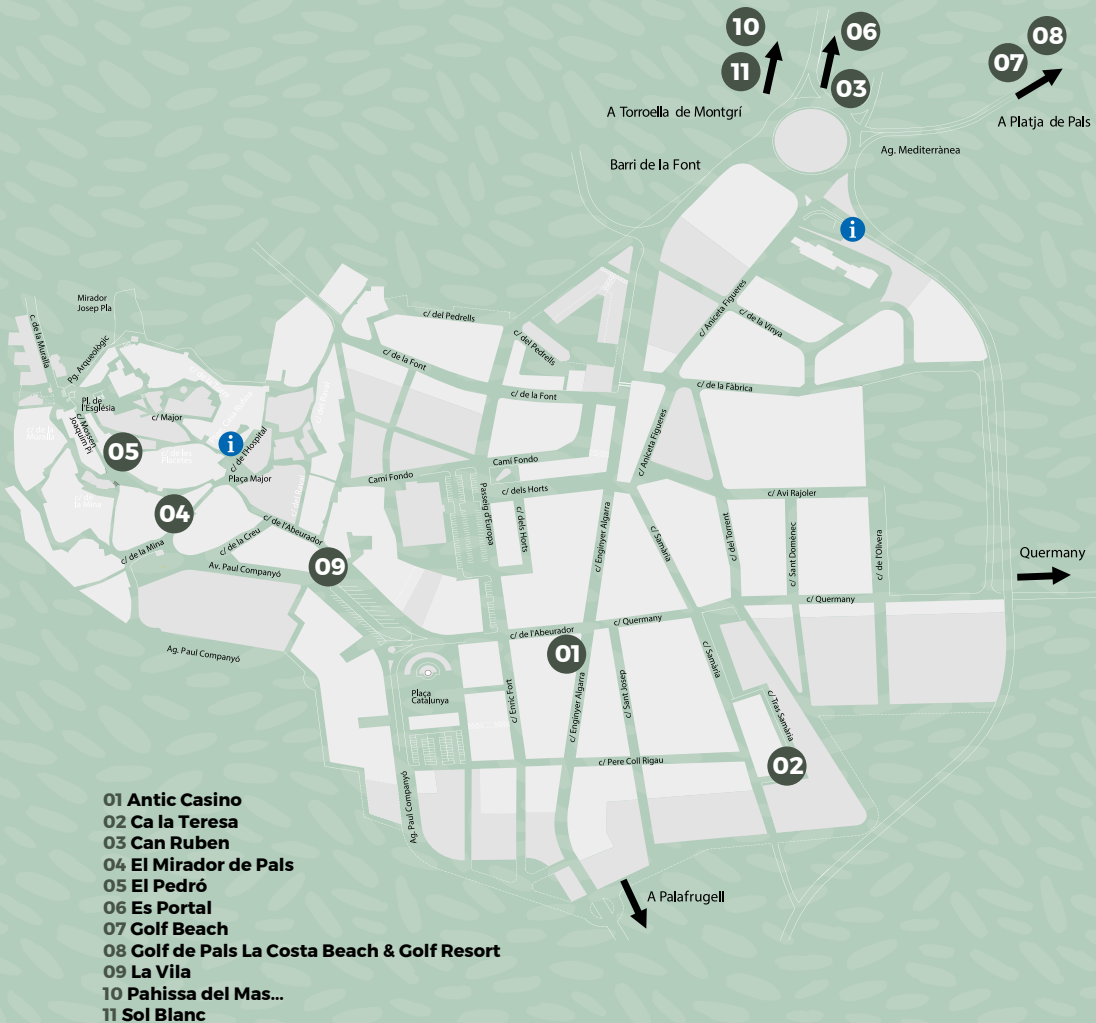 10
06
08
07
11
03
A Torroella de Montgrí
A Platja de Pals
Ag. Mediterrània
Barri de la Font
i
Mirador
Josep Pla
c. de la Muralla
Pg. Arqueològic
c/ del Pedrells
c/ del Pedrells
c/ Aniceta Figueres
c/ de la Vinya
c/ de la Font
c/ de la Font
c/ de la Fàbrica
Pl. de
l'Església
c/ Major
c/ Mossen
Joaquim Pi
05
i
c/ de l'Hospital
Plaça Major
c/ Aniceta Figueres
Camí Fondo
Camí Fondo
c/ dels Horts
c/ dels Horts
Passeig d'Europa
c/ Avi Rajoler
04
c/ de l'Abeurador
c/ de la Creu
c/ de la Mina
Av. Paul Companyó
09
c/ Enginyer Algarra
c/ Samària
c/ del Torrent
c/ Sant Domènec
c/ de l'Olivera
Quermany
c/ Quermany
c/ Quermany
c/ de l'Abeurador
01
Ag. Paul Companyó
Plaça
Catalunya
c/ Enric Fort
c/ Enginyer Algarra
c/ Sant Josep
c/ Samària
c/ Tras Samària
02
c/ Pere Coll Rigau
Ag. Paul Companyó
A Palafrugell
01 Antic Casino
02 Ca la Teresa
03 Can Ruben
04 El Mirador de Pals
05 El Pedró
06 Es Portal
07 Golf Beach
08 Golf de Pals La Costa Beach & Golf Resort
09 La Vila
10 Pahissa del Mas...
11 Sol Blanc